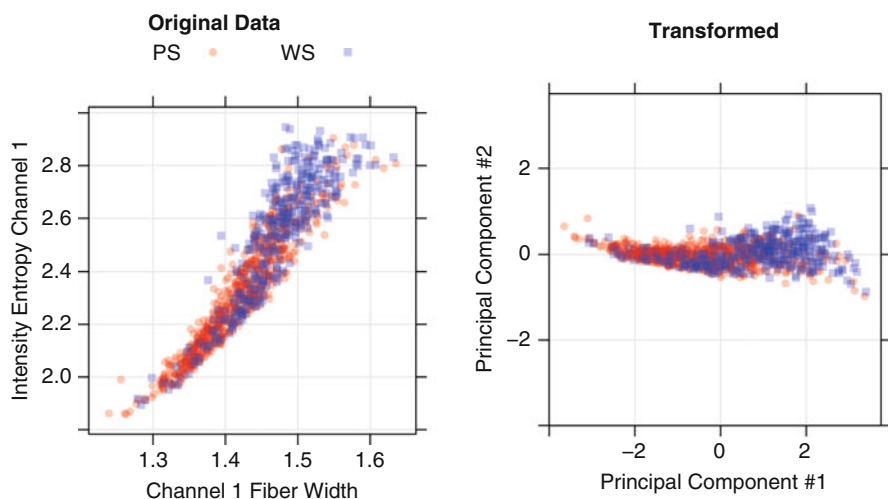 Original Data
PS WS
Transformed
Intensity Entropy Channel 1
2.8
2.6
2.4
2.2
2.0
1.3 1.4 1.5 1.6
Channel 1 Fiber Width
Principal Component #2
2
0
−2
−2 0 2
Principal Component #1